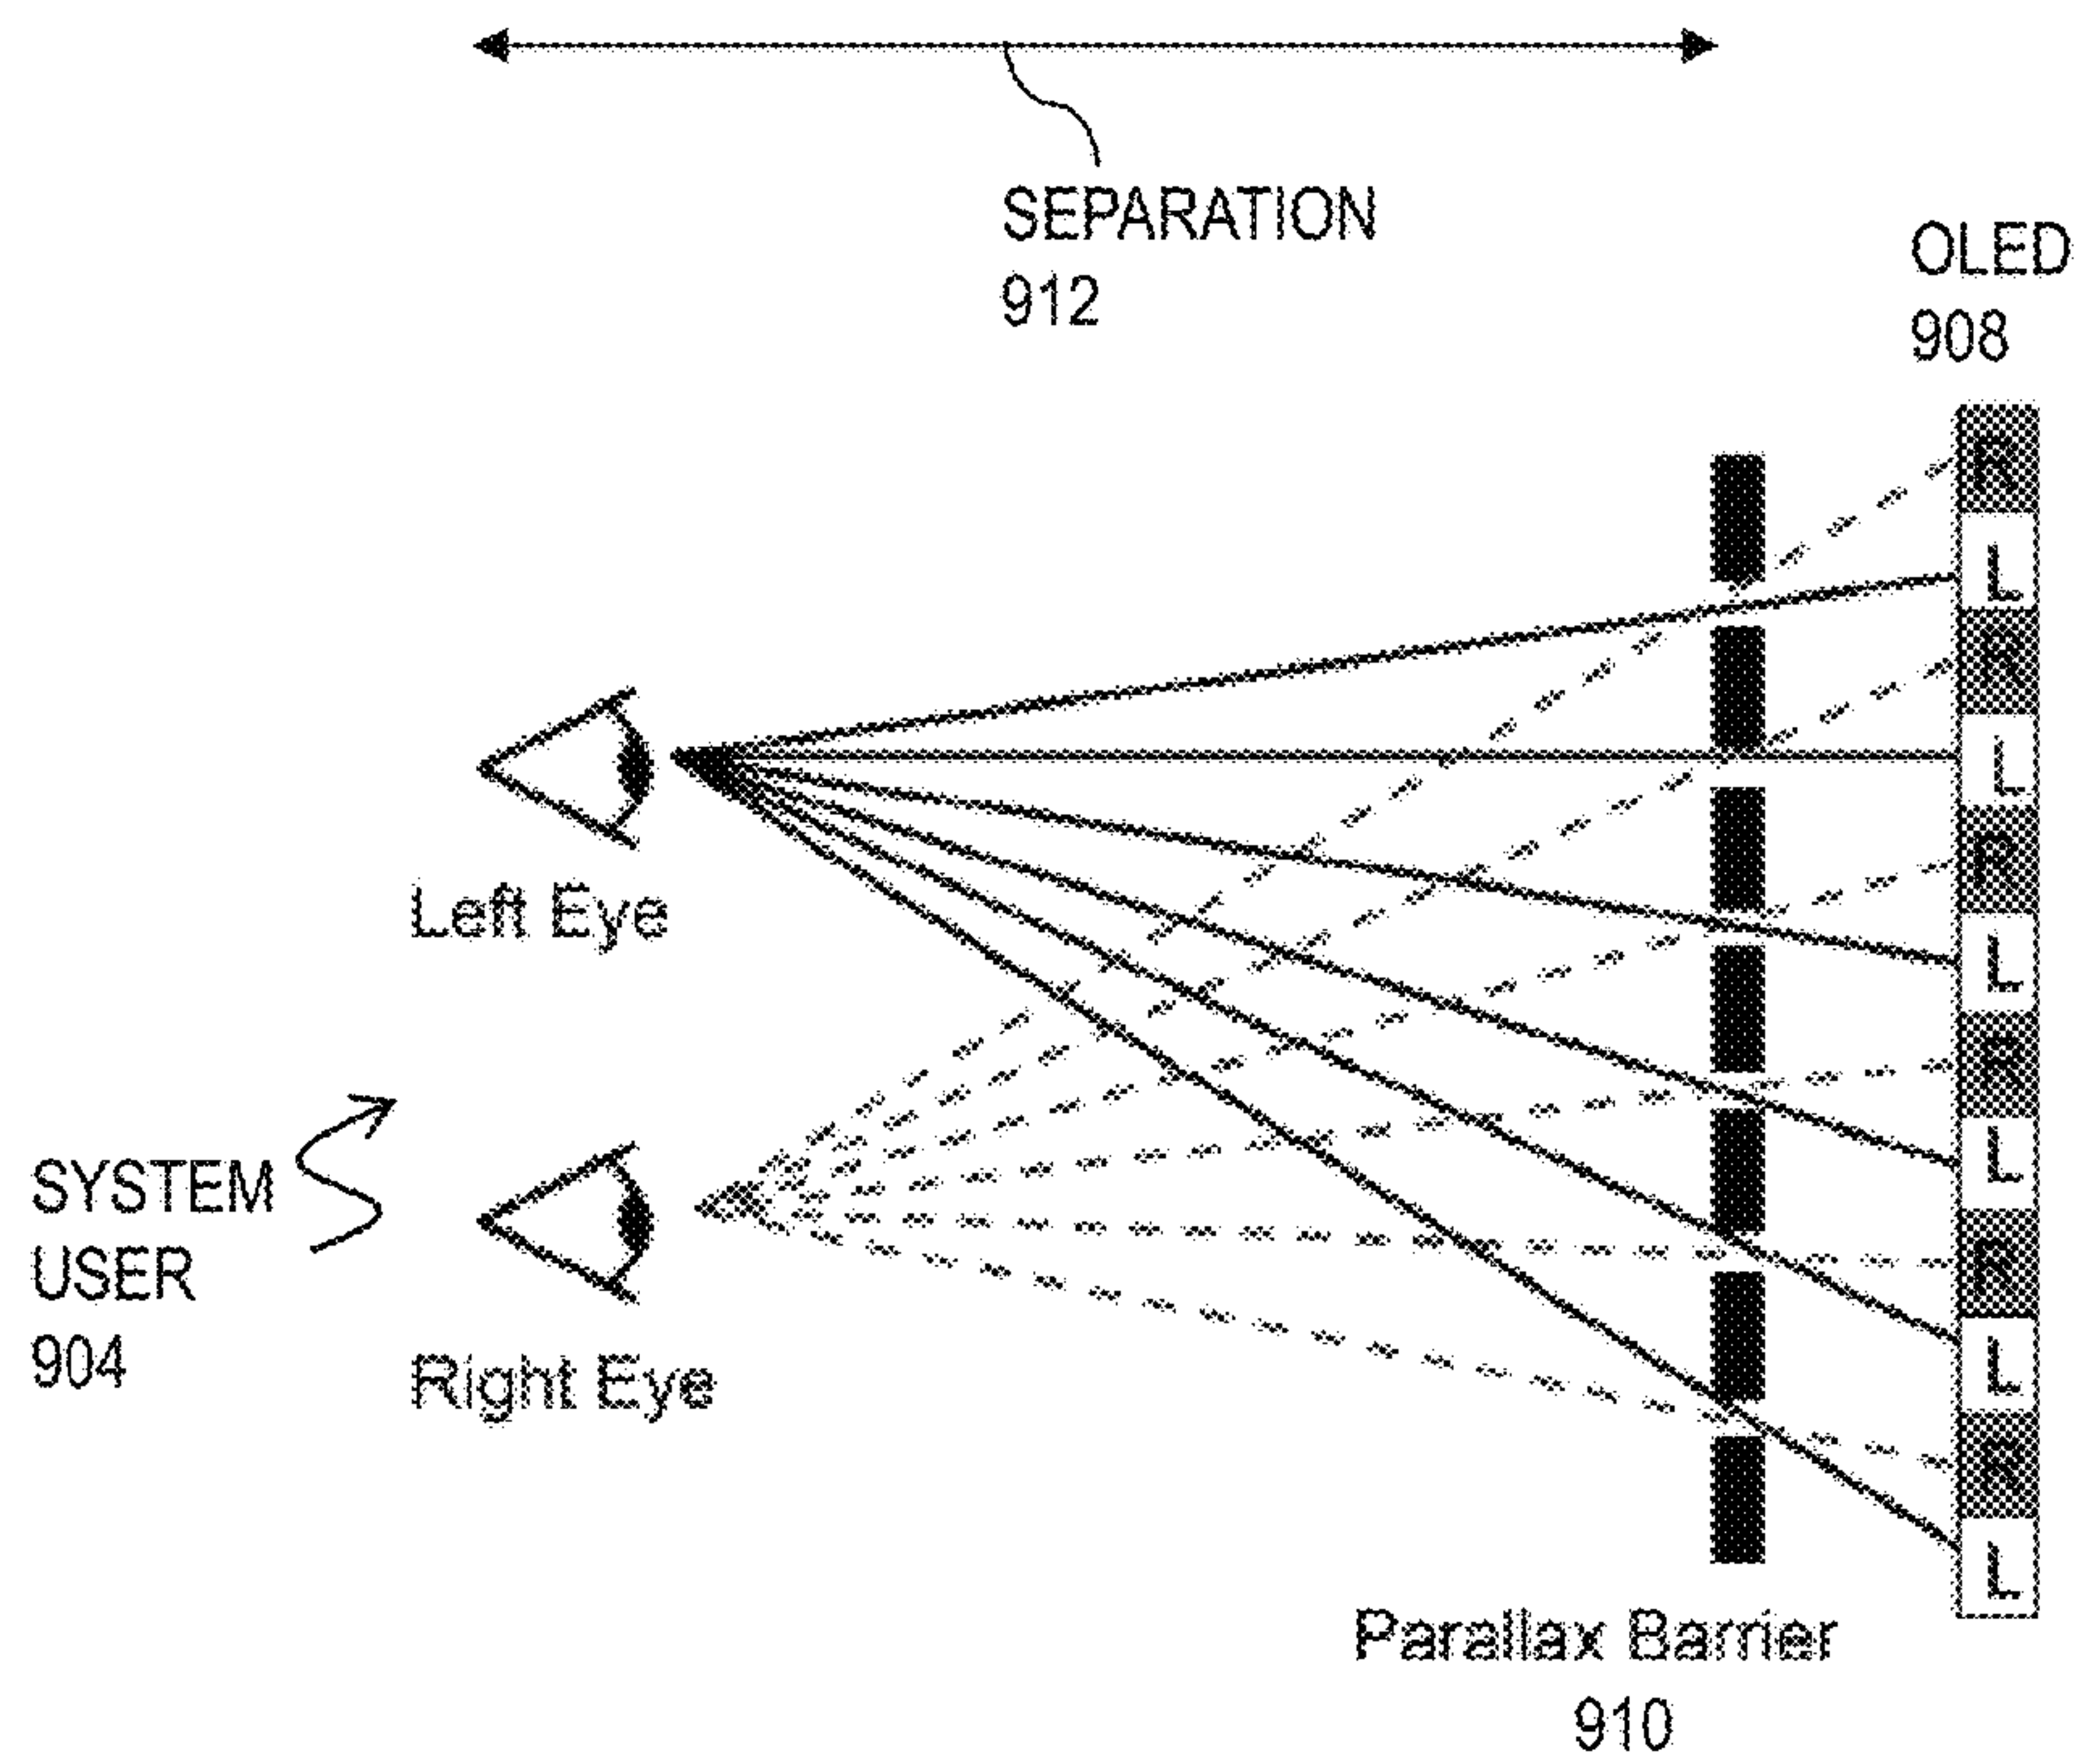 SEPARATION
912
OLED
908
R
L
R
L
R
L
R
L
R
L
R
L
Left Eye
SYSTEM
USER
904
Right Eye
Parallax Barrier
910